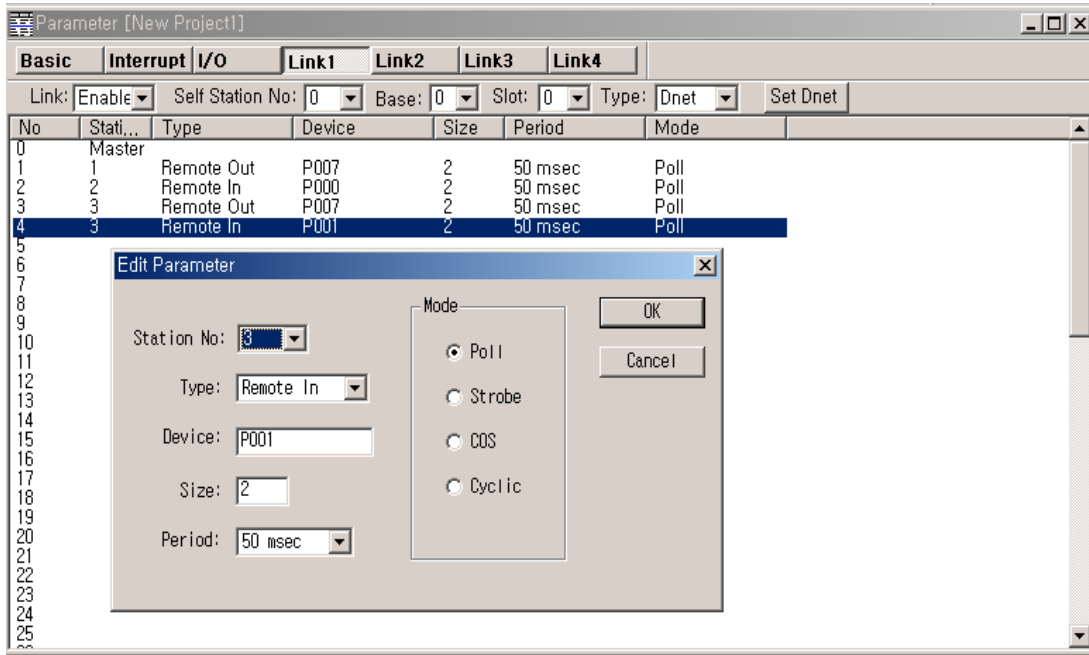 Parameter [New Project1]
Basic Interrupt I/O Link1 Link2 Link3 Link4
Link: Enable Self Station No: 0 Base: 0 Slot: 0 Type: Dnet Set Dnet
No Stati... Type Device Size Period Mode
0 Master
1 1 Remote Out P007 2 50 msec Poll
2 2 Remote In P000 2 50 msec Poll
3 3 Remote Out P007 2 50 msec Poll
4 3 Remote In P001 2 50 msec Poll
5
6
7
8
9
10
11
12
13
14
15
16
17
18
19
20
21
22
23
24
25
Edit Parameter
Station No: 3
Type: Remote In
Device: P001
Size: 2
Period: 50 msec
Mode
Poll
Strobe
COS
Cyclic
OK
Cancel